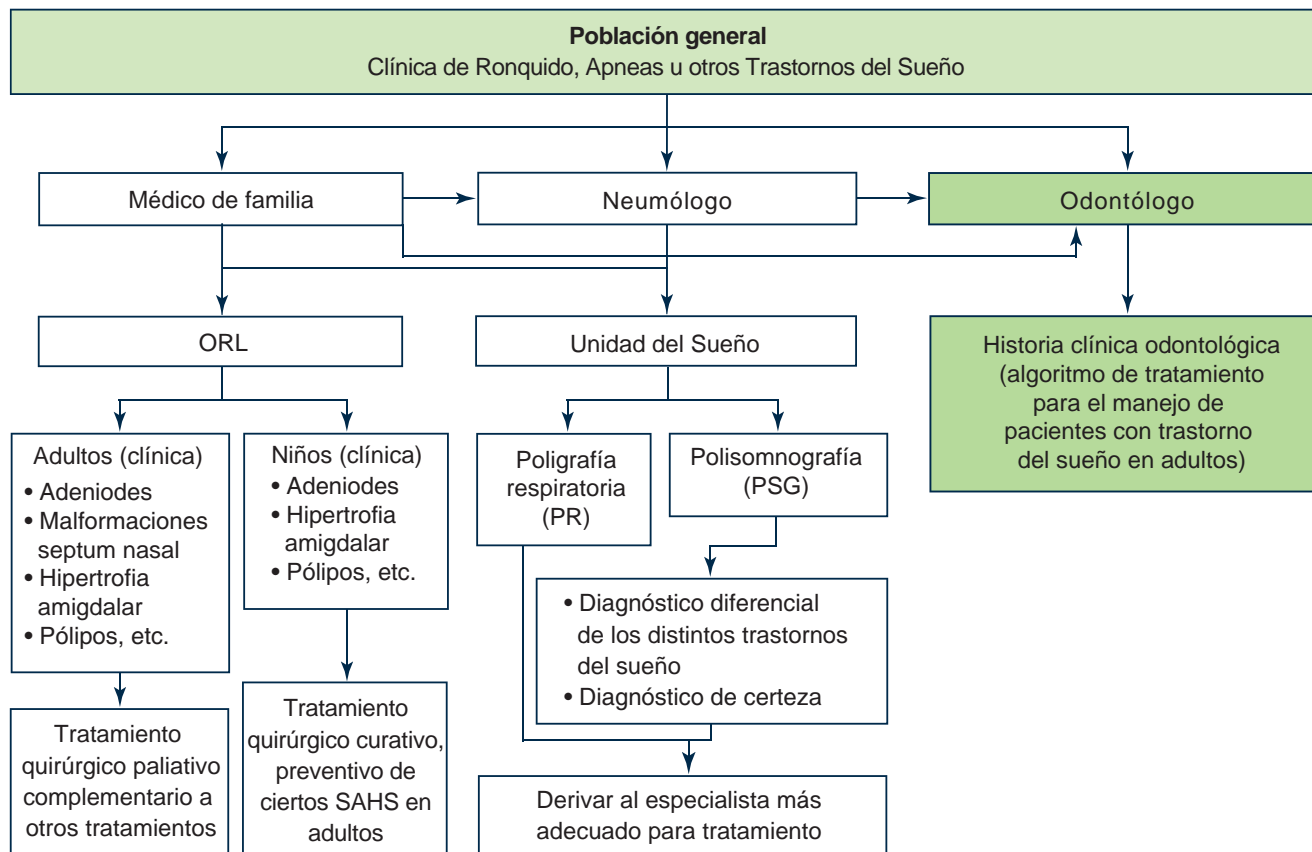 Población general
Clínica de Ronquido, Apneas u otros Trastornos del Sueño
Médico de familia
Neumólogo
Odontólogo
ORL
Unidad del Sueño
Historia clínica odontológica
(algoritmo de tratamiento
para el manejo de
pacientes con trastorno
del sueño en adultos)
Adultos (clínica)
• Adeniodes
• Malformaciones
septum nasal
• Hipertrofia
amigdalar
• Pólipos, etc.
Niños (clínica)
• Adeniodes
• Hipertrofia
amigdalar
• Pólipos, etc.
Poligrafía
respiratoria
(PR)
Polisomnografía
(PSG)
• Diagnóstico diferencial
de los distintos trastornos
del sueño
• Diagnóstico de certeza
Tratamiento
quirúrgico paliativo
complementario a
otros tratamientos
Tratamiento
quirúrgico curativo,
preventivo de
ciertos SAHS en
adultos
Derivar al especialista más
adecuado para tratamiento